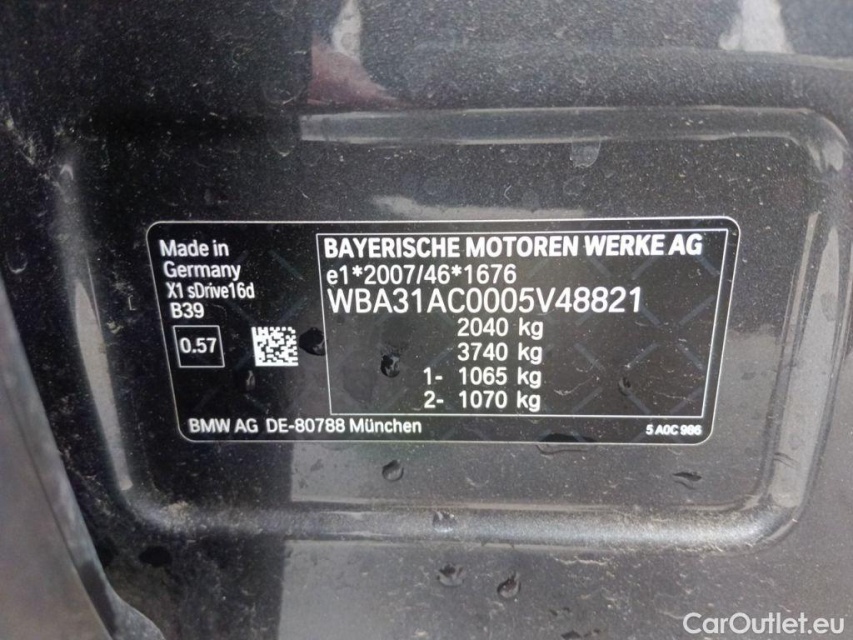 Made in
Germany
X1 sDrive16d
B39
0.57
BAYERISCHE MOTOREN WERKE AG
e1*2007/46*1676
WBA31AC0005V48821
2040 kg
3740 kg
1- 1065 kg
2- 1070 kg
BMW AG DE-80788 München
5 A0C 986
CarOutlet.eu